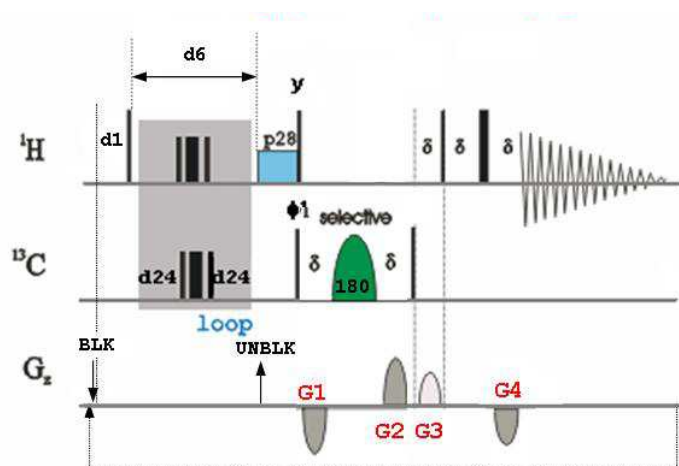 d6
y
¹H
d1
p28
δ
δ
δ
Φ1
selective
¹³C
d24
d24
δ
180
δ
loop
BLK
UNBLK
G_z
G1
G2
G3
G4